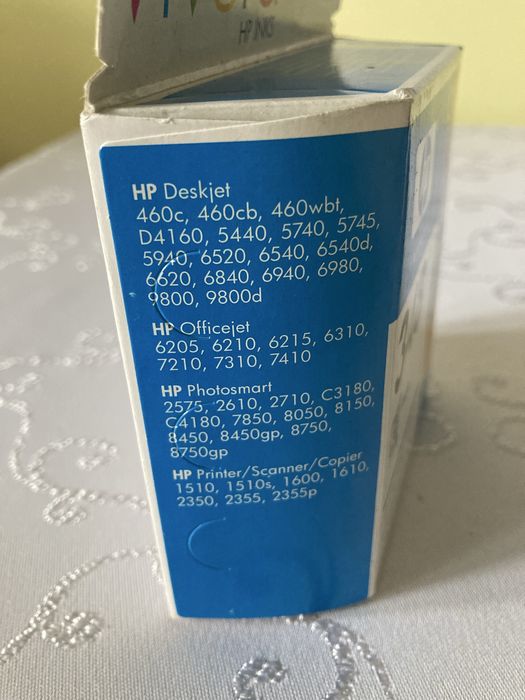 HP INKS
HP Deskjet
460c, 460cb, 460wbt,
D4160, 5440, 5740, 5745,
5940, 6520, 6540, 6540d,
6620, 6840, 6940, 6980,
9800, 9800d
HP Officejet
6205, 6210, 6215, 6310,
7210, 7310, 7410
HP Photosmart
2575, 2610, 2710, C3180,
C4180, 7850, 8050, 8150,
8450, 8450gp, 8750,
8750gp
HP Printer/Scanner/Copier
1510, 1510s, 1600, 1610,
2350, 2355, 2355p